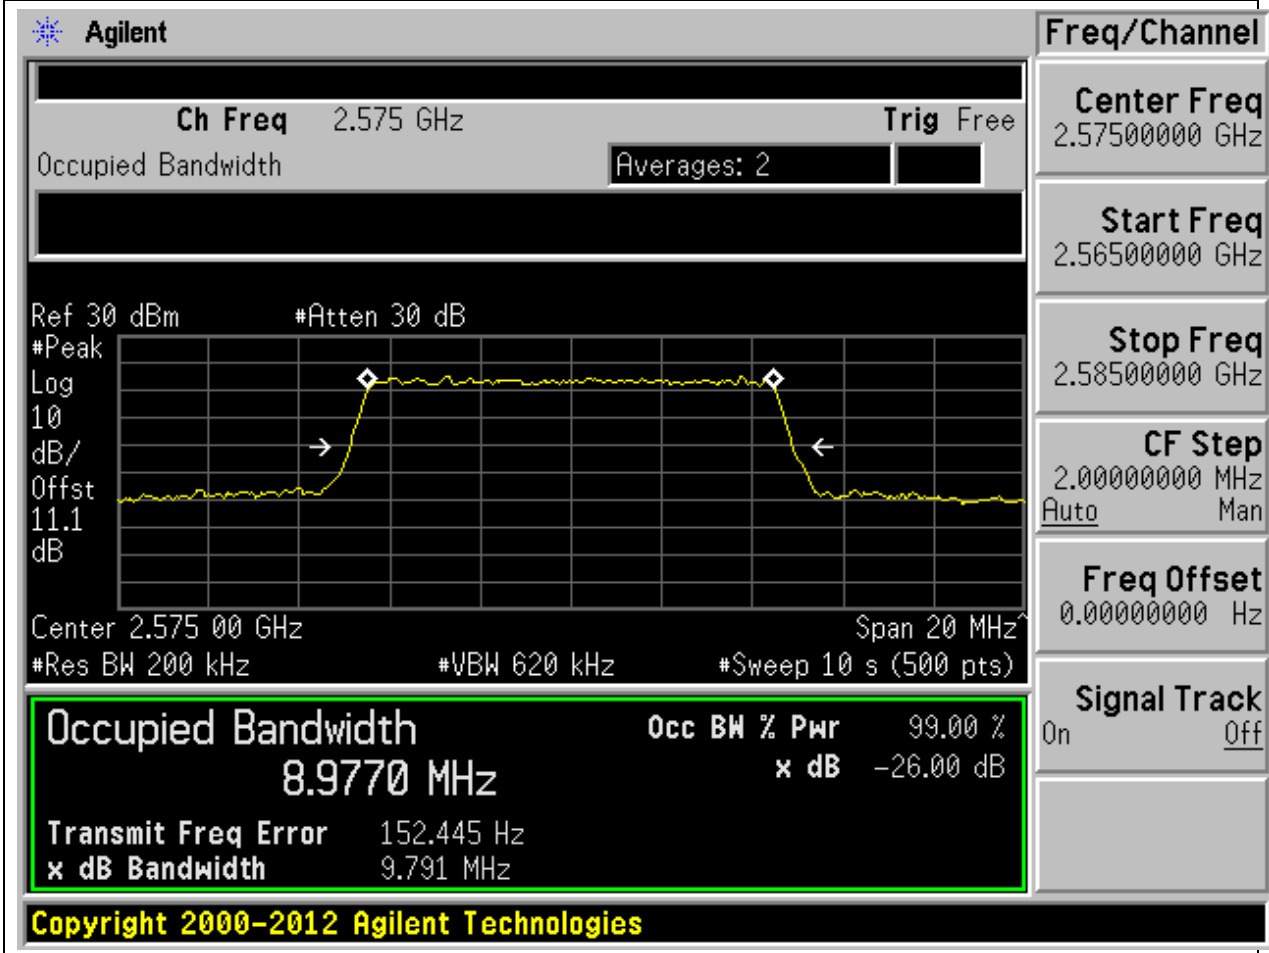 Agilent
Freq/Channel
Ch Freq 2.575 GHz Trig Free
Occupied Bandwidth Averages: 2
Ref 30 dBm #Atten 30 dB
#Peak
Log
10
dB/
Offst
11.1
dB
Center 2.575 00 GHz Span 20 MHz^
#Res BW 200 kHz #VBW 620 kHz #Sweep 10 s (500 pts)
Occupied Bandwidth
8.9770 MHz
Occ BW % Pwr 99.00 %
x dB -26.00 dB
Transmit Freq Error 152.445 Hz
x dB Bandwidth 9.791 MHz
Copyright 2000-2012 Agilent Technologies
Center Freq
2.57500000 GHz
Start Freq
2.56500000 GHz
Stop Freq
2.58500000 GHz
CF Step
2.00000000 MHz
Auto Man
Freq Offset
0.00000000 Hz
Signal Track
On Off